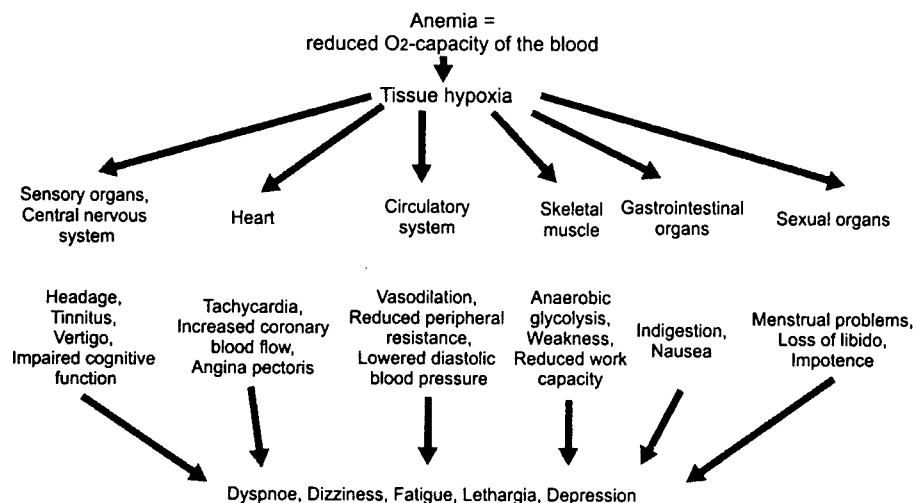 Anemia =
reduced O2-capacity of the blood
Tissue hypoxia
Sensory organs,
Central nervous
system
Heart
Circulatory
system
Skeletal
muscle
Gastrointestinal
organs
Sexual organs
Headage,
Tinnitus,
Vertigo,
Impaired cognitive
function
Tachycardia,
Increased coronary
blood flow,
Angina pectoris
Vasodilation,
Reduced peripheral
resistance,
Lowered diastolic
blood pressure
Anaerobic
glycolysis,
Weakness,
Reduced work
capacity
Indigestion,
Nausea
Menstrual problems,
Loss of libido,
Impotence
Dyspnoe, Dizziness, Fatigue, Lethargia, Depression